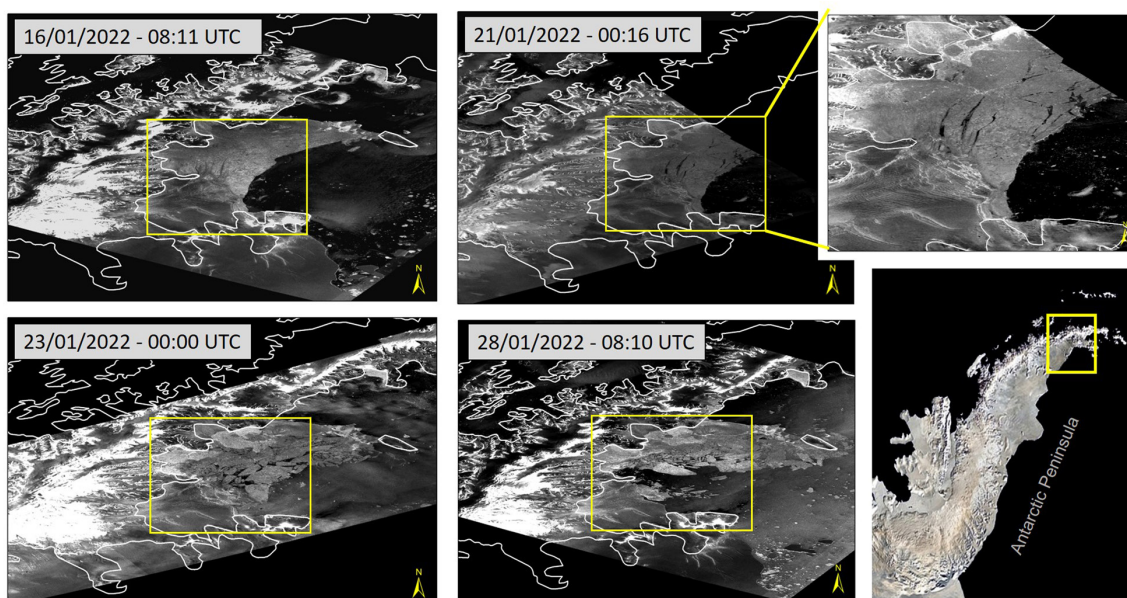 16/01/2022 - 08:11 UTC
21/01/2022 - 00:16 UTC
N
N
23/01/2022 - 00:00 UTC
28/01/2022 - 08:10 UTC
Antarctic Peninsula
N
N